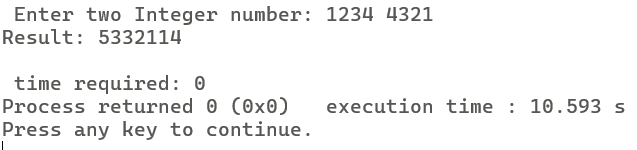 Enter two Integer number: 1234 4321
Result: 5332114
time required: 0
Process returned 0 (0x0)   execution time : 10.593 s
Press any key to continue.